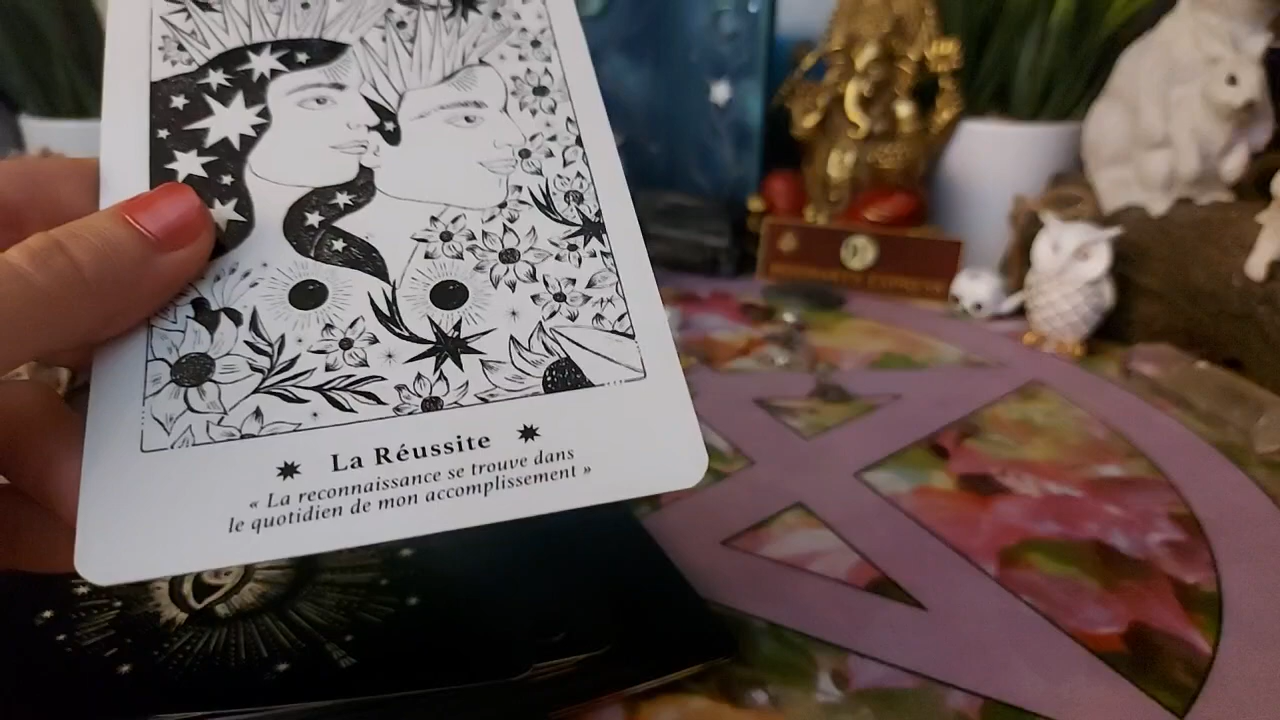 La Réussite
« La reconnaissance se trouve dans
le quotidien de mon accomplissement »